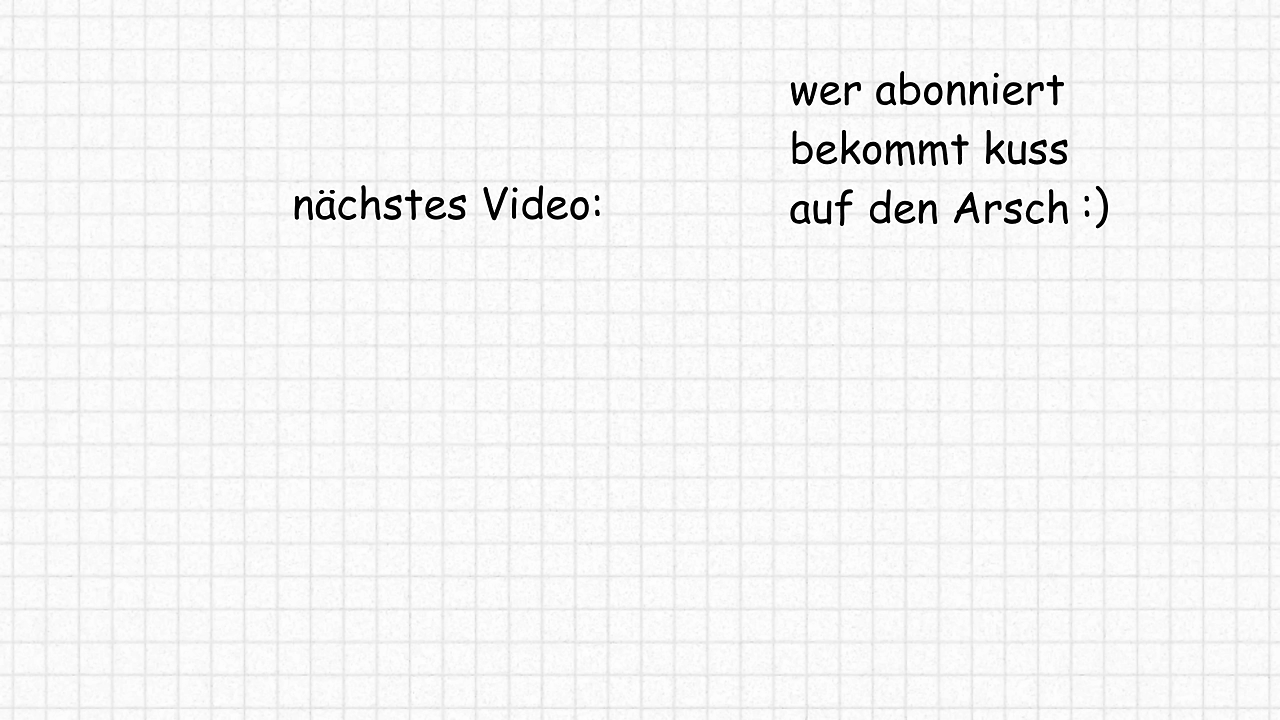 nächstes Video:
wer abonniert
bekommt kuss
auf den Arsch :)